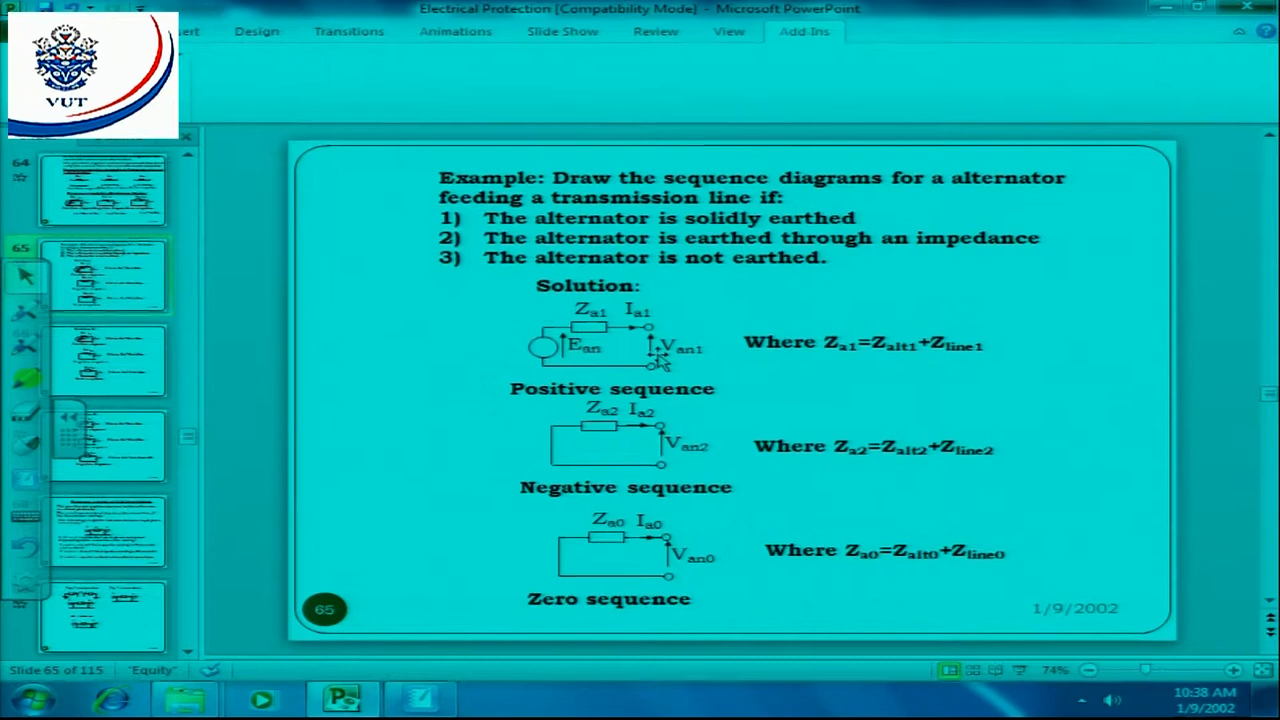 Electrical Protection [Compatibility Mode] - Microsoft PowerPoint
Design Transitions Animations Slide Show Review View Add-Ins
VUT
64
65
Example: Draw the sequence diagrams for a alternator
feeding a transmission line if:
1) The alternator is solidly earthed
2) The alternator is earthed through an impedance
3) The alternator is not earthed.
Solution:
Za1 Ia1
Ean Van1 Where Za1=Zalt1+Zline1
Positive sequence
Za2 Ia2
Van2 Where Za2=Zalt2+Zline2
Negative sequence
Za0 Ia0
Van0 Where Za0=Zalt0+Zline0
Zero sequence
65 1/9/2002
Slide 65 of 115 "Equity" 74%
10:38 AM
1/9/2002